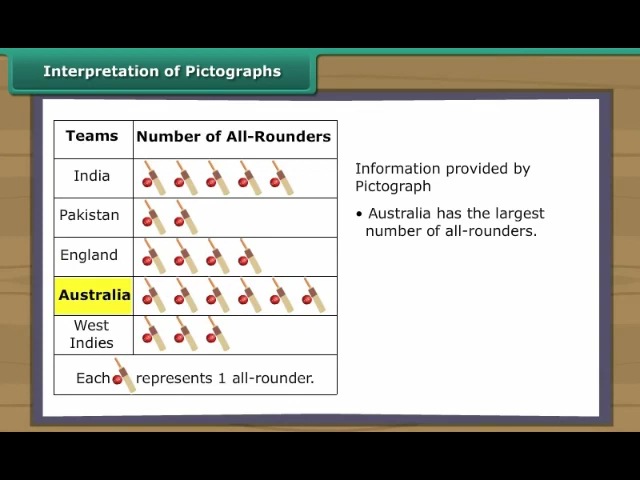 Interpretation of Pictographs
Teams Number of All-Rounders
India
Pakistan
England
Australia
West
Indies
Each represents 1 all-rounder.
Information provided by
Pictograph
• Australia has the largest
number of all-rounders.